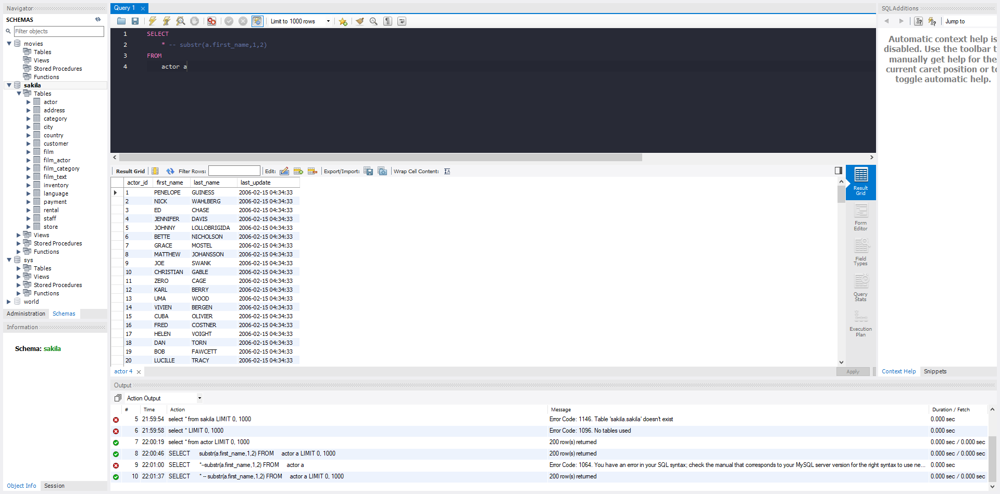 Navigator
SCHEMAS
Filter objects
movies
Tables
Views
Stored Procedures
Functions
sakila
Tables
actor
address
category
city
country
customer
film
film_actor
film_category
film_text
inventory
language
payment
rental
staff
store
Views
Stored Procedures
Functions
sys
Tables
Views
Stored Procedures
Functions
world
Administration Schemas
Information
Schema: sakila
Object Info Session
Query 1
Limit to 1000 rows
1 SELECT
2 * -- substr(a.first_name,1,2)
3 FROM
4 actor a
Result Grid Filter Rows: Edit: Export/Import: Wrap Cell Content:
actor_id first_name last_name last_update
1 PENELOPE GUINESS 2006-02-15 04:34:33
2 NICK WAHLBERG 2006-02-15 04:34:33
3 ED CHASE 2006-02-15 04:34:33
4 JENNIFER DAVIS 2006-02-15 04:34:33
5 JOHNNY LOLLOBRIGIDA 2006-02-15 04:34:33
6 BETTE NICHOLSON 2006-02-15 04:34:33
7 GRACE MOSTEL 2006-02-15 04:34:33
8 MATTHEW JOHANSSON 2006-02-15 04:34:33
9 JOE SWANK 2006-02-15 04:34:33
10 CHRISTIAN GABLE 2006-02-15 04:34:33
11 ZERO CAGE 2006-02-15 04:34:33
12 KARL BERRY 2006-02-15 04:34:33
13 UMA WOOD 2006-02-15 04:34:33
14 VIVIEN BERGEN 2006-02-15 04:34:33
15 CUBA OLIVIER 2006-02-15 04:34:33
16 FRED COSTNER 2006-02-15 04:34:33
17 HELEN VOIGHT 2006-02-15 04:34:33
18 DAN TORN 2006-02-15 04:34:33
19 BOB FAWCETT 2006-02-15 04:34:33
20 LUCILLE TRACY 2006-02-15 04:34:33
Result
Grid
Form
Editor
Field
Types
Query
Stats
Execution
Plan
actor 4
Apply
SQLAdditions
Jump to
Automatic context help is
disabled. Use the toolbar t
manually get help for the
current caret position or to
toggle automatic help.
Context Help Snippets
Output
Action Output
# Time Action Message Duration / Fetch
5 21:59:54 select * from sakila LIMIT 0, 1000 Error Code: 1146. Table 'sakila.sakila' doesn't exist 0.000 sec
6 21:59:58 select * LIMIT 0, 1000 Error Code: 1096. No tables used 0.000 sec
7 22:00:19 select * from actor LIMIT 0, 1000 200 row(s) returned 0.000 sec / 0.000 sec
8 22:00:46 SELECT substr(a.first_name,1,2) FROM actor a LIMIT 0, 1000 200 row(s) returned 0.000 sec / 0.000 sec
9 22:01:00 SELECT *--substr(a.first_name,1,2) FROM actor a Error Code: 1064. You have an error in your SQL syntax; check the manual that corresponds to your MySQL server version for the right syntax to use ne... 0.000 sec
10 22:01:37 SELECT * -- substr(a.first_name,1,2) FROM actor a LIMIT 0, 1000 200 row(s) returned 0.000 sec / 0.000 sec